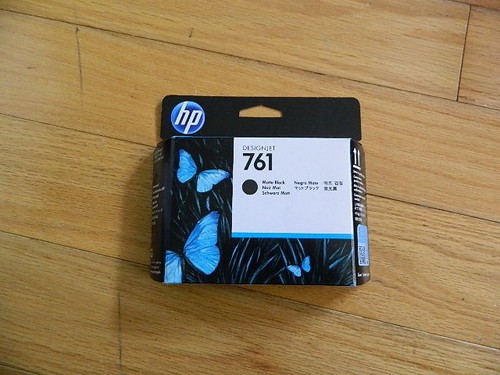 hp
DESIGNJET
761
Matte Black
Noir Mat
Schwarz Matt
Negro Mate
マットブラック